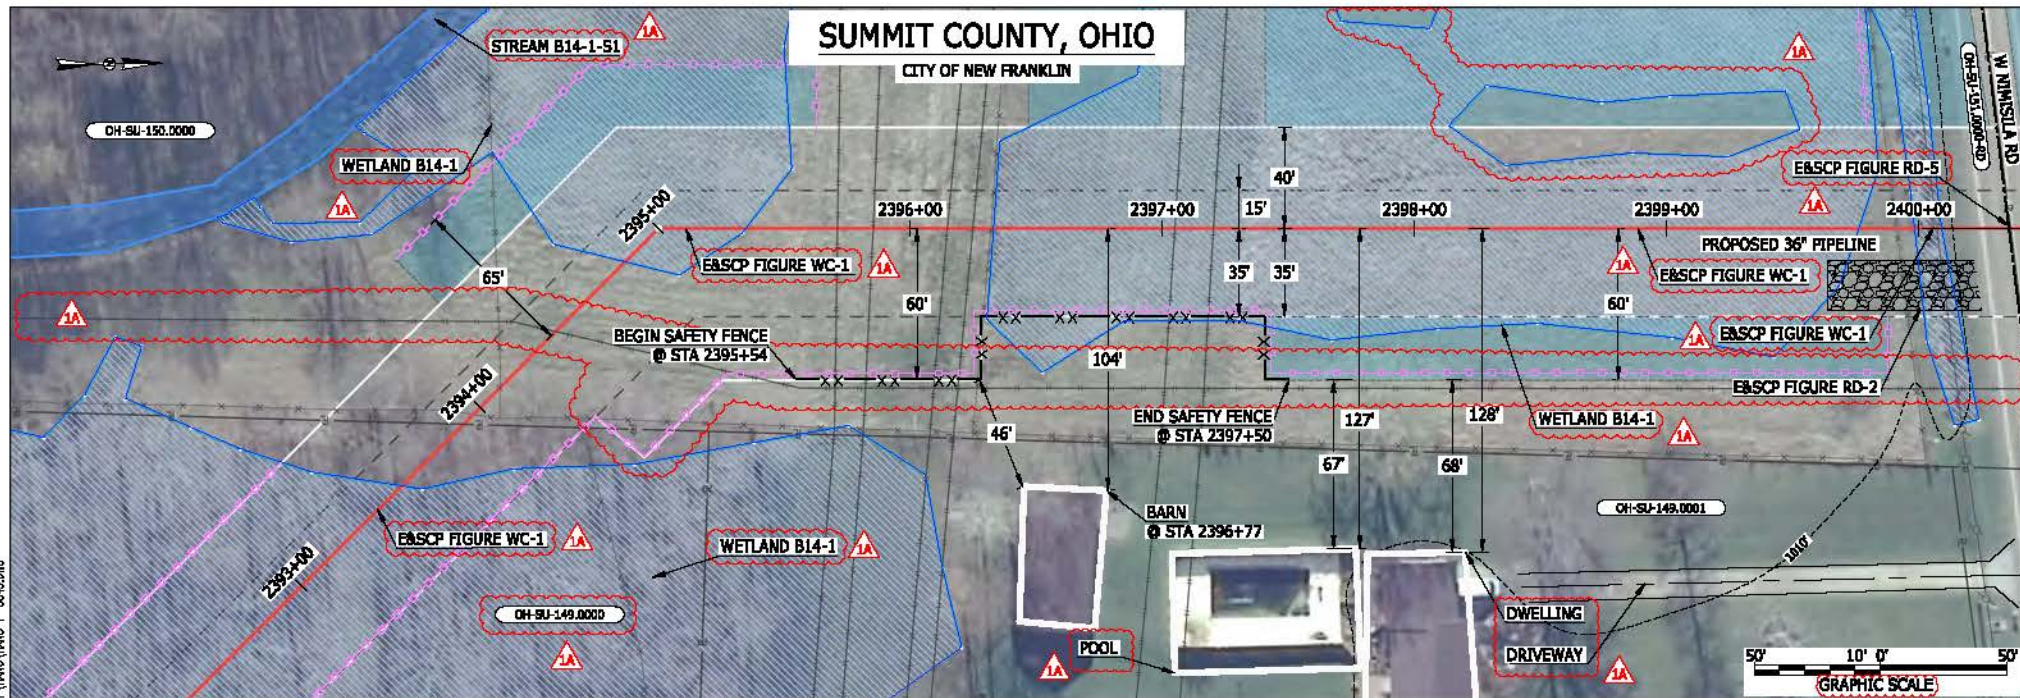 SUMMIT COUNTY, OHIO
CITY OF NEW FRANKLIN
STREAM B14-1-S1
1A
1A
OH-SU-150.0000
WETLAND B14-1
1A
W NIMISILA RD
OH-SU-151.0000-RD
E&SCP FIGURE RD-5
1A
40'
15'
2395+00
2396+00
2397+00
2398+00
2399+00
2400+00
PROPOSED 36" PIPELINE
E&SCP FIGURE WC-1
1A
E&SCP FIGURE WC-1
1A
65'
60'
35'
35'
60'
1A
BEGIN SAFETY FENCE
@ STA 2395+54
E&SCP FIGURE WC-1
1A
104'
E&SCP FIGURE RD-2
2394+00
END SAFETY FENCE
@ STA 2397+50
127'
128'
WETLAND B14-1
1A
46'
67'
68'
BARN
@ STA 2396+77
OH-SU-149.0001
E&SCP FIGURE WC-1
1A
WETLAND B14-1
1A
1010'
2393+00
OH-SU-149.0000
1A
DWELLING
POOL
1A
DRIVEWAY
1A
50' 10' 0' 50'
GRAPHIC SCALE